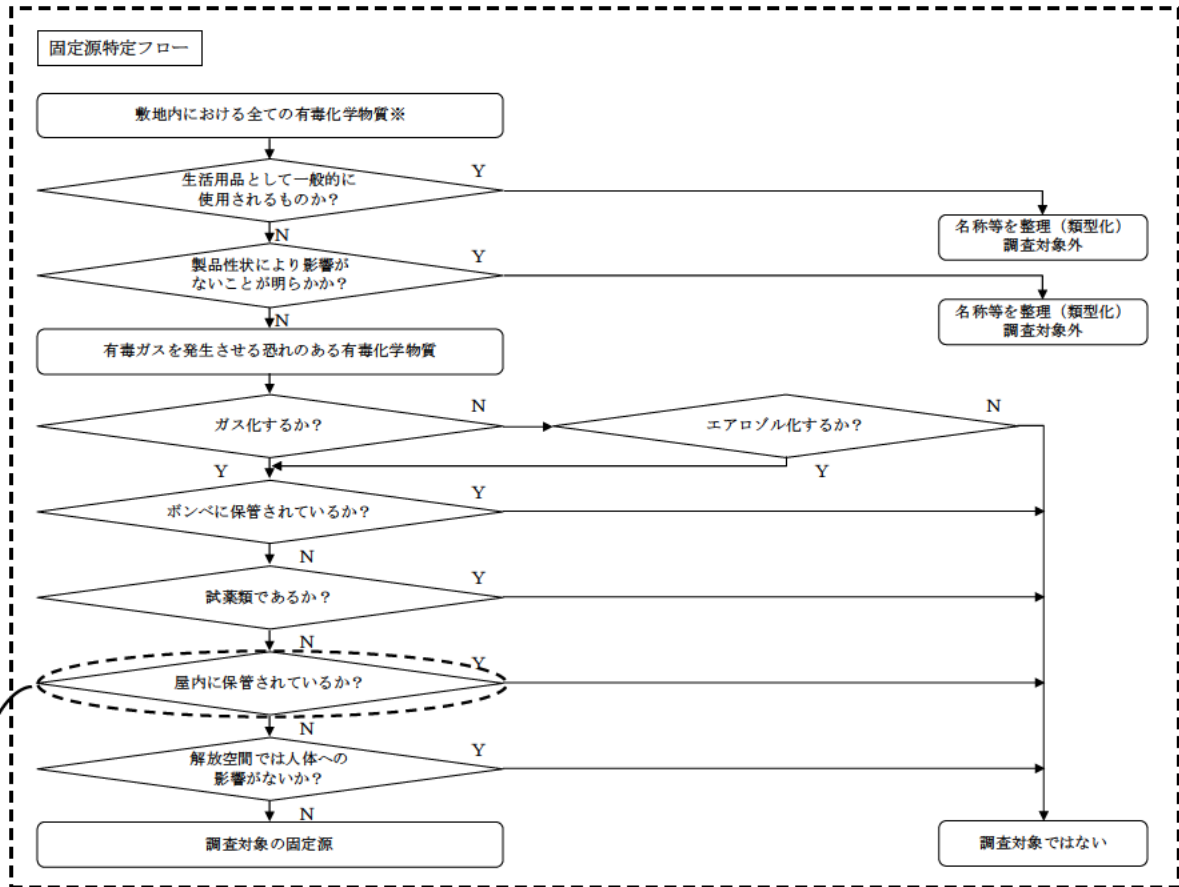 固定源特定フロー
敷地内における全ての有毒化学物質※
生活用品として一般的に
使用されるものか？
Y
N
名称等を整理（類型化）
調査対象外
製品性状により影響が
ないことが明らかか？
Y
N
名称等を整理（類型化）
調査対象外
有毒ガスを発生させる恐れのある有毒化学物質
ガス化するか？
N
エアロゾル化するか？
N
Y
Y
ボンベに保管されているか？
Y
N
試薬類であるか？
Y
N
屋内に保管されているか？
Y
N
解放空間では人体への
影響がないか？
Y
N
調査対象の固定源
調査対象ではない